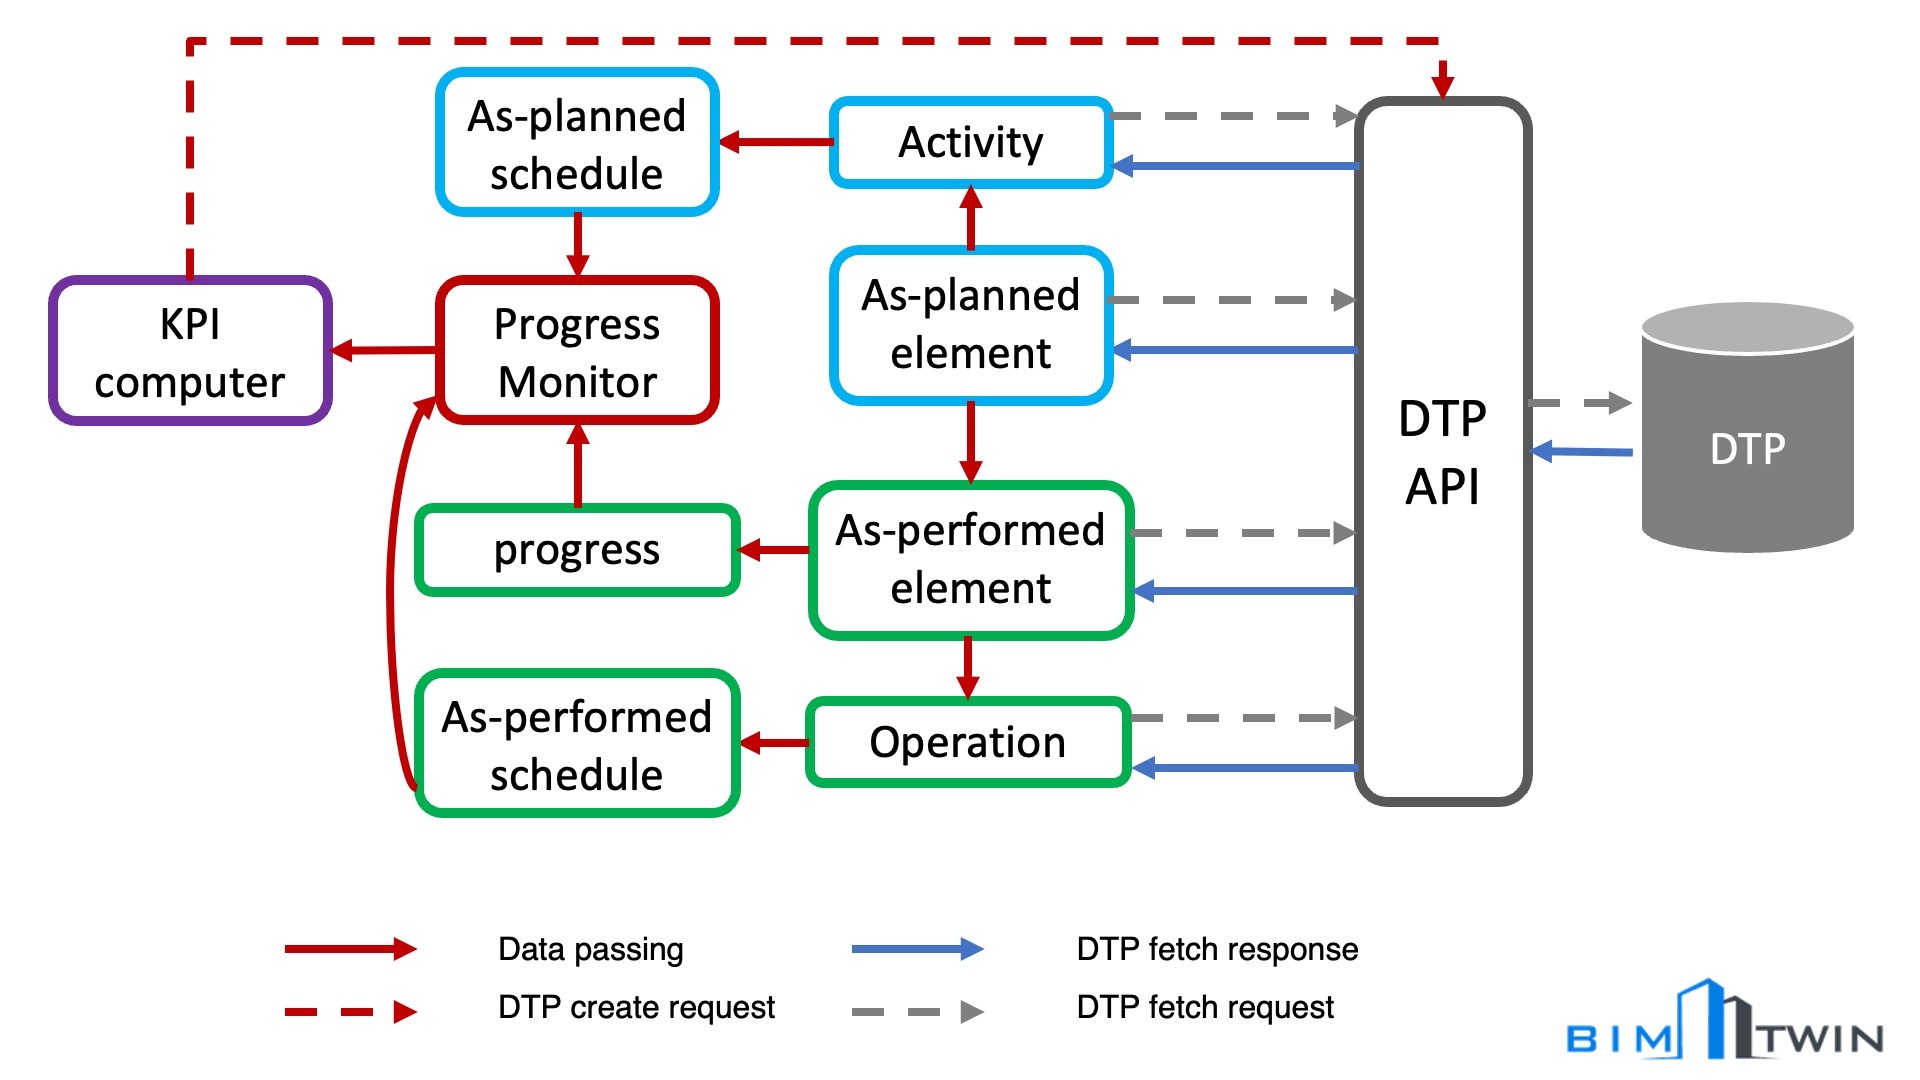 As-planned
schedule
Activity
KPI
computer
Progress
Monitor
As-planned
element
DTP
API
DTP
progress
As-performed
element
As-performed
schedule
Operation
Data passing
DTP fetch response
DTP create request
DTP fetch request
BIM TWIN